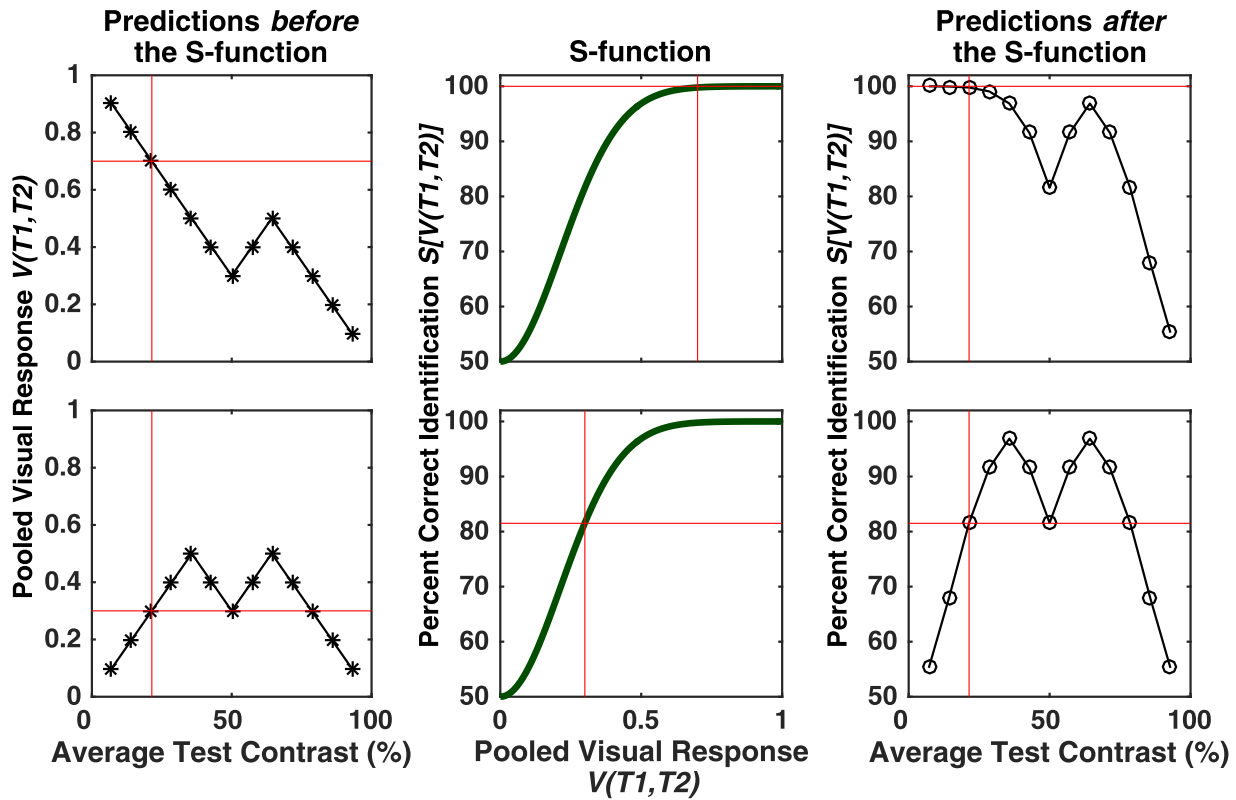 Predictions before
the S-function
S-function
Predictions after
the S-function
Pooled Visual Response V(T1,T2)
1
0.8
0.6
0.4
0.2
0
1
0.8
0.6
0.4
0.2
0
0 50 100
Average Test Contrast (%)
Percent Correct Identification S[V(T1,T2)]
100
90
80
70
60
50
100
90
80
70
60
50
0 0.5 1
Pooled Visual Response
V(T1,T2)
Percent Correct Identification S[V(T1,T2)]
100
90
80
70
60
50
100
90
80
70
60
50
0 50 100
Average Test Contrast (%)